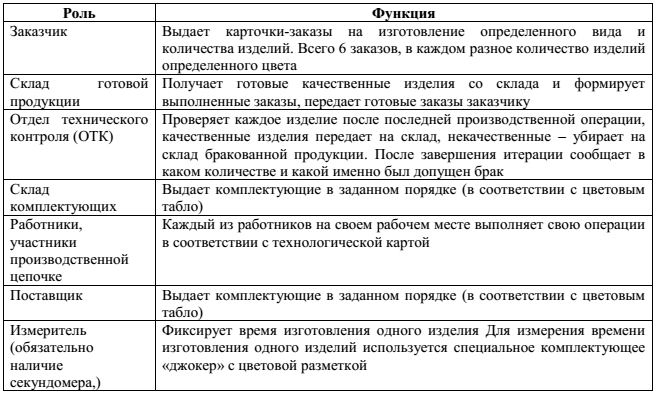 Роль Функция
Заказчик Выдает карточки-заказы на изготовление определенного вида и
количества изделий. Всего 6 заказов, в каждом разное количество изделий
определенного цвета
Склад готовой Получает готовые качественные изделия со склада и формирует
продукции выполненные заказы, передает готовые заказы заказчику
Отдел технического Проверяет каждое изделие после последней производственной операции,
контроля (ОТК) качественные изделия передает на склад, некачественные – убирает на
склад бракованной продукции. После завершения итерации сообщает в
каком количестве и какой именно был допущен брак
Склад Выдает комплектующие в заданном порядке (в соответствии с цветовым
комплектующих табло)
Работники, Каждый из работников на своем рабочем месте выполняет свою операции
участники в соответствии с технологической картой
производственной
цепочке
Поставщик Выдает комплектующие в заданном порядке (в соответствии с цветовым
табло)
Измеритель Фиксирует время изготовления одного изделия Для измерения времени
(обязательно изготовления одного изделий используется специальное комплектующее
наличие «джокер» с цветовой разметкой
секундомера,)